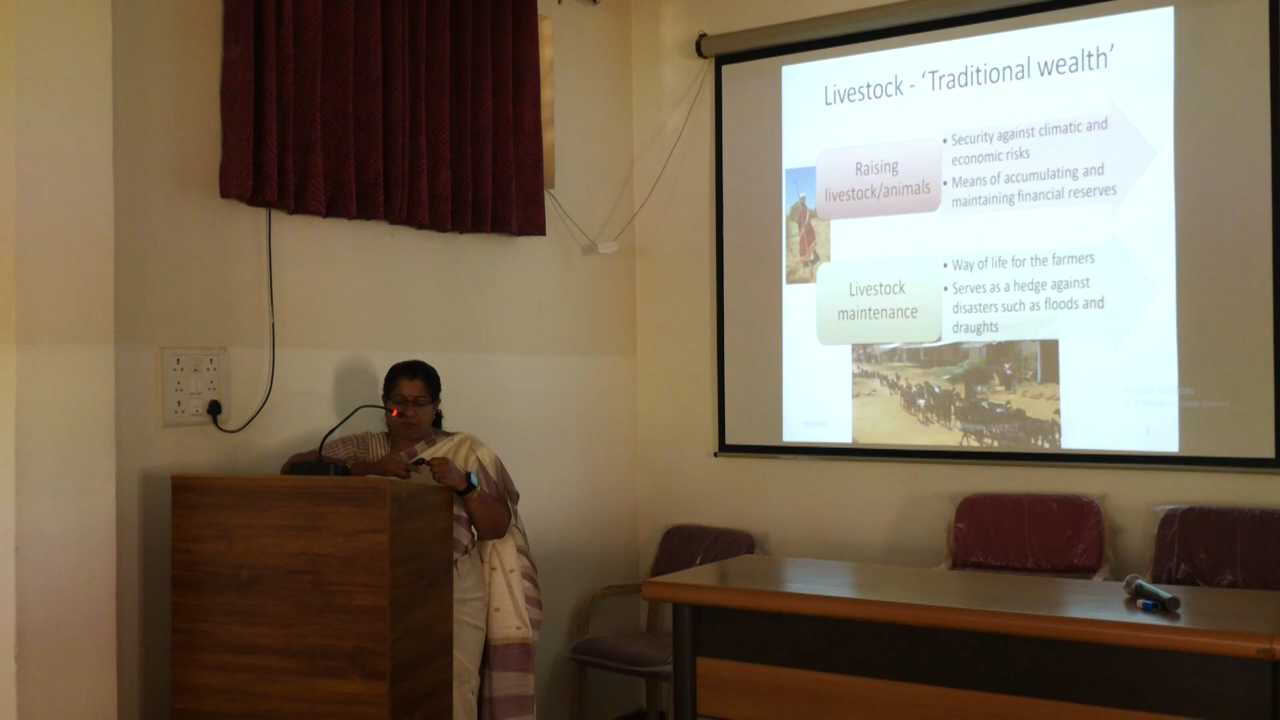 Livestock - ‘Traditional wealth’
Raising
livestock/animals
• Security against climatic and
economic risks
• Means of accumulating and
maintaining financial reserves
Livestock
maintenance
• Way of life for the farmers
• Serves as a hedge against
disasters such as floods and
draughts